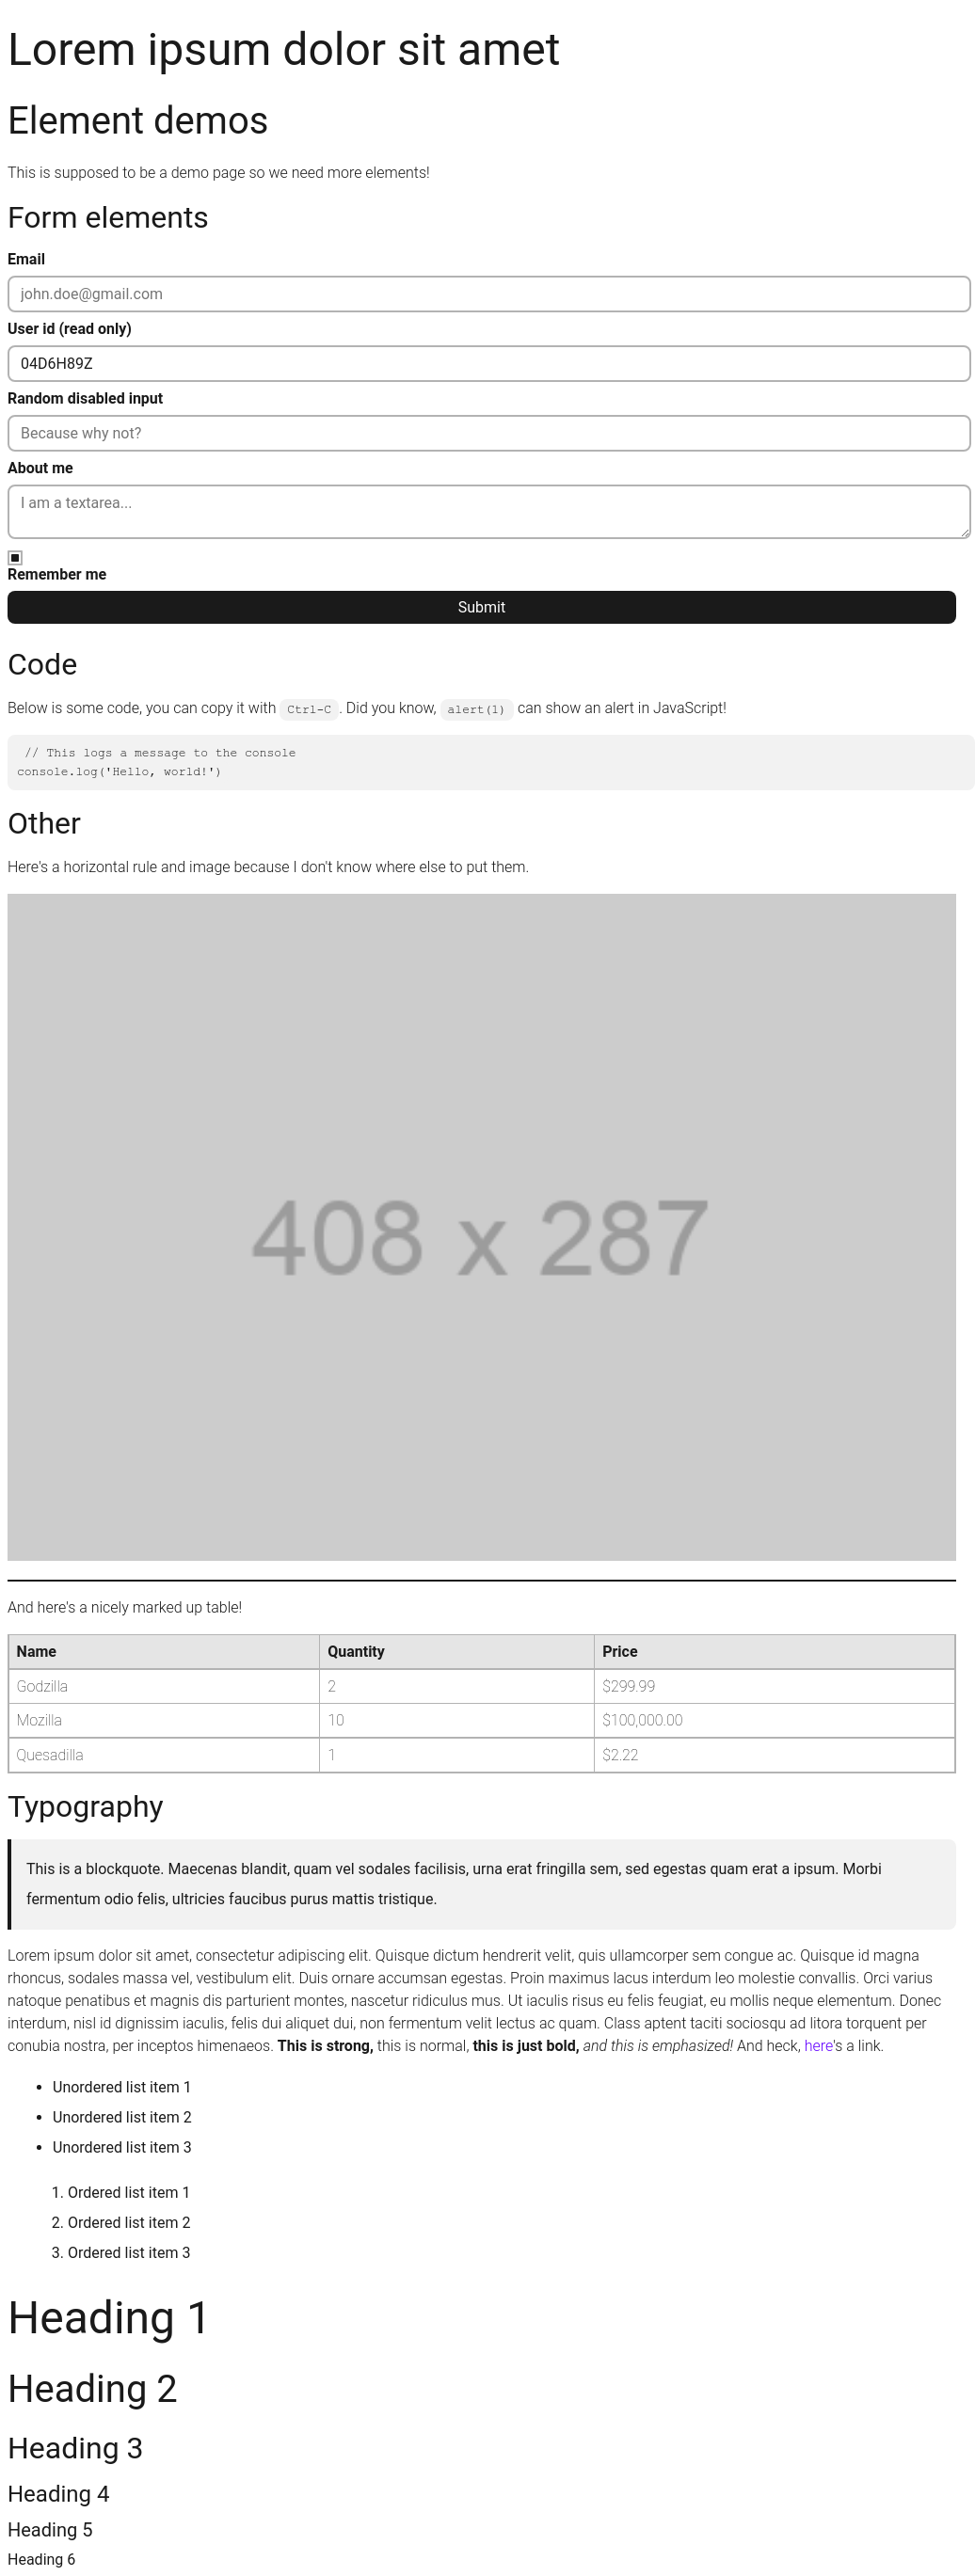 Lorem ipsum dolor sit amet
Element demos
This is supposed to be a demo page so we need more elements!
Form elements
Email
john.doe@gmail.com
User id (read only)
04D6H89Z
Random disabled input
Because why not?
About me
I am a textarea...
Remember me
Submit
Code
Below is some code, you can copy it with Ctrl-C. Did you know, alert(1) can show an alert in JavaScript!
// This logs a message to the console
console.log('Hello, world!')
Other
Here's a horizontal rule and image because I don't know where else to put them.
408 x 287
And here's a nicely marked up table!
Name Quantity Price
Godzilla 2 $299.99
Mozilla 10 $100,000.00
Quesadilla 1 $2.22
Typography
This is a blockquote. Maecenas blandit, quam vel sodales facilisis, urna erat fringilla sem, sed egestas quam erat a ipsum. Morbi
fermentum odio felis, ultricies faucibus purus mattis tristique.
Lorem ipsum dolor sit amet, consectetur adipiscing elit. Quisque dictum hendrerit velit, quis ullamcorper sem congue ac. Quisque id magna
rhoncus, sodales massa vel, vestibulum elit. Duis ornare accumsan egestas. Proin maximus lacus interdum leo molestie convallis. Orci varius
natoque penatibus et magnis dis parturient montes, nascetur ridiculus mus. Ut iaculis risus eu felis feugiat, eu mollis neque elementum. Donec
interdum, nisl id dignissim iaculis, felis dui aliquet dui, non fermentum velit lectus ac quam. Class aptent taciti sociosqu ad litora torquent per
conubia nostra, per inceptos himenaeos. This is strong, this is normal, this is just bold, and this is emphasized! And heck, here's a link.
• Unordered list item 1
• Unordered list item 2
• Unordered list item 3
1. Ordered list item 1
2. Ordered list item 2
3. Ordered list item 3
Heading 1
Heading 2
Heading 3
Heading 4
Heading 5
Heading 6